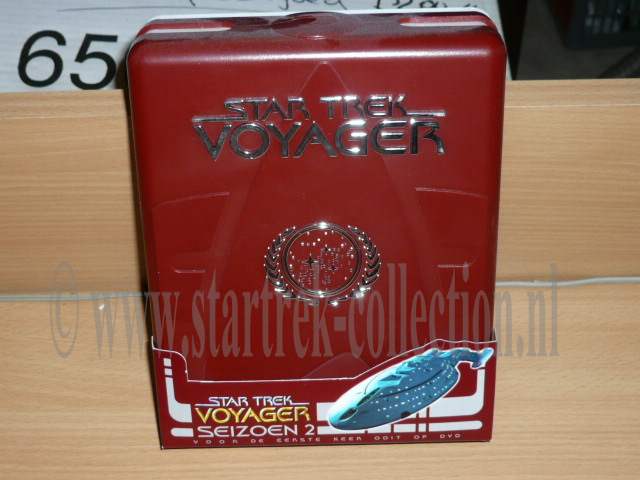 65
STAR TREK
VOYAGER
© www.startrek-collection.nl
STAR TREK
VOYAGER
SEIZOEN 2
VOOR DE EERSTE KEER OOIT OP DVD